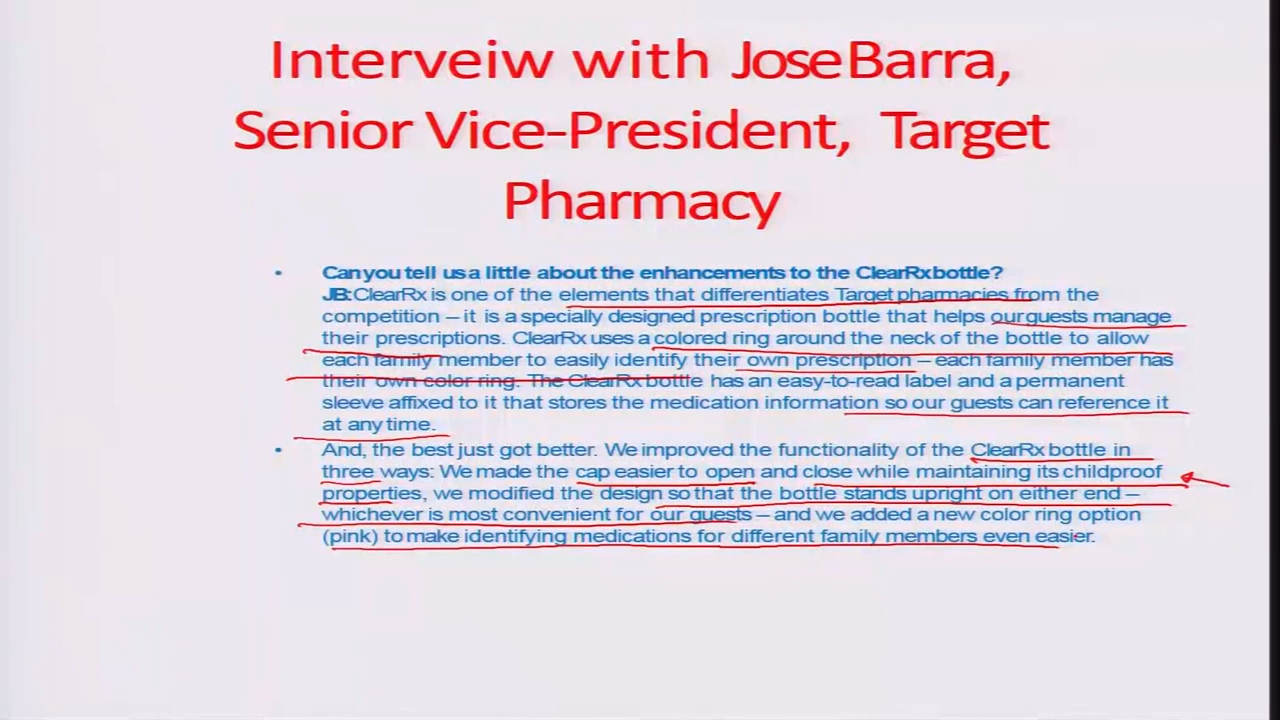 Interveiw with Jose Barra,
Senior Vice-President, Target
Pharmacy
• Can you tell us a little about the enhancements to the ClearRx bottle?
JB: ClearRx is one of the elements that differentiates Target pharmacies from the
competition – it is a specially designed prescription bottle that helps our guests manage
their prescriptions. ClearRx uses a colored ring around the neck of the bottle to allow
each family member to easily identify their own prescription – each family member has
their own color ring. The ClearRx bottle has an easy-to-read label and a permanent
sleeve affixed to it that stores the medication information so our guests can reference it
at any time.
• And, the best just got better. We improved the functionality of the ClearRx bottle in
three ways: We made the cap easier to open and close while maintaining its childproof
properties, we modified the design so that the bottle stands upright on either end –
whichever is most convenient for our guests – and we added a new color ring option
(pink) to make identifying medications for different family members even easier.